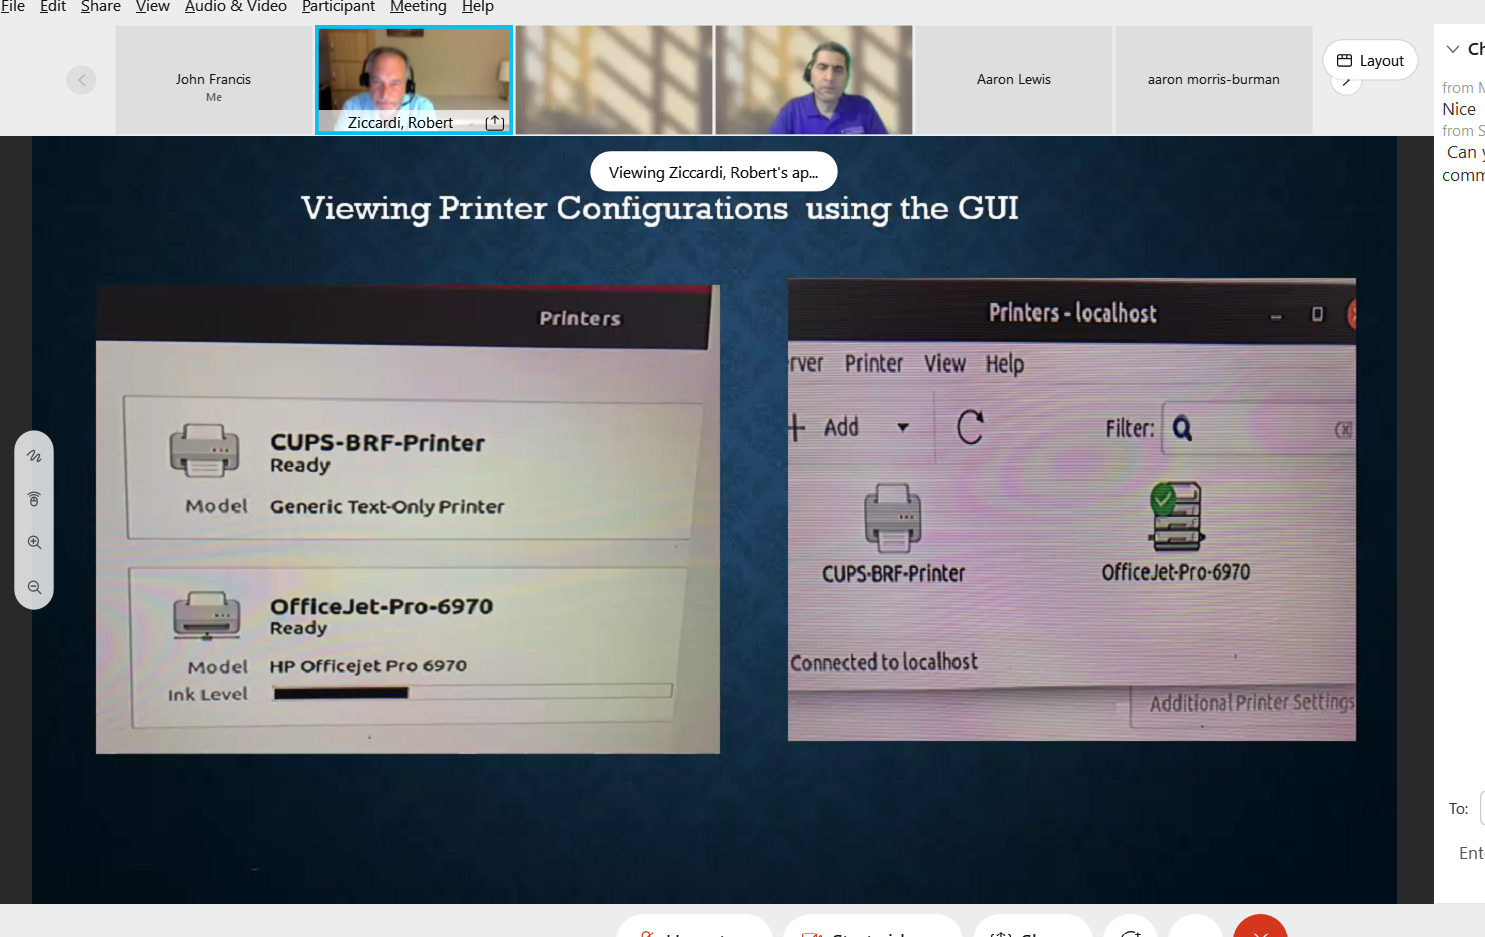 File Edit Share View Audio & Video Participant Meeting Help
John Francis
Me
Ziccardi, Robert
Aaron Lewis
aaron morris-burman
Layout
Viewing Ziccardi, Robert's ap...
Viewing Printer Configurations using the GUI
Printers
CUPS-BRF-Printer
Ready
Model Generic Text-Only Printer
OfficeJet-Pro-6970
Ready
Model HP Officejet Pro 6970
Ink Level
Printers - localhost
rver Printer View Help
+ Add
Filter:
CUPS-BRF-Printer
OfficeJet-Pro-6970
Connected to localhost
Additional Printer Settings
Ch
from M
Nice
from S
Can y
comm
To:
Ent